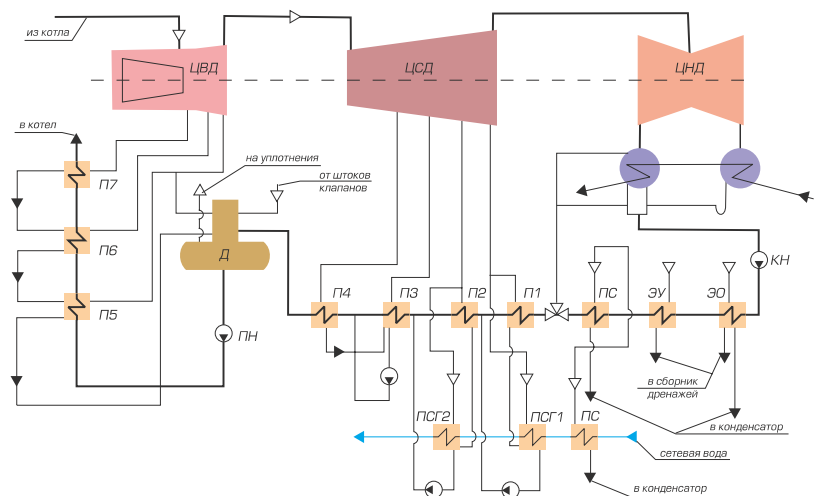 из котла
ЦВД
ЦСД
ЦНД
в котел
на уплотнения
от штоков
клапанов
П7
П6
П5
Д
ПН
КН
П4
П3
П2
П1
ПС
ЭУ
ЭО
в сборник
дренажей
в конденсатор
ПСГ2
ПСГ1
ПС
сетевая вода
в конденсатор